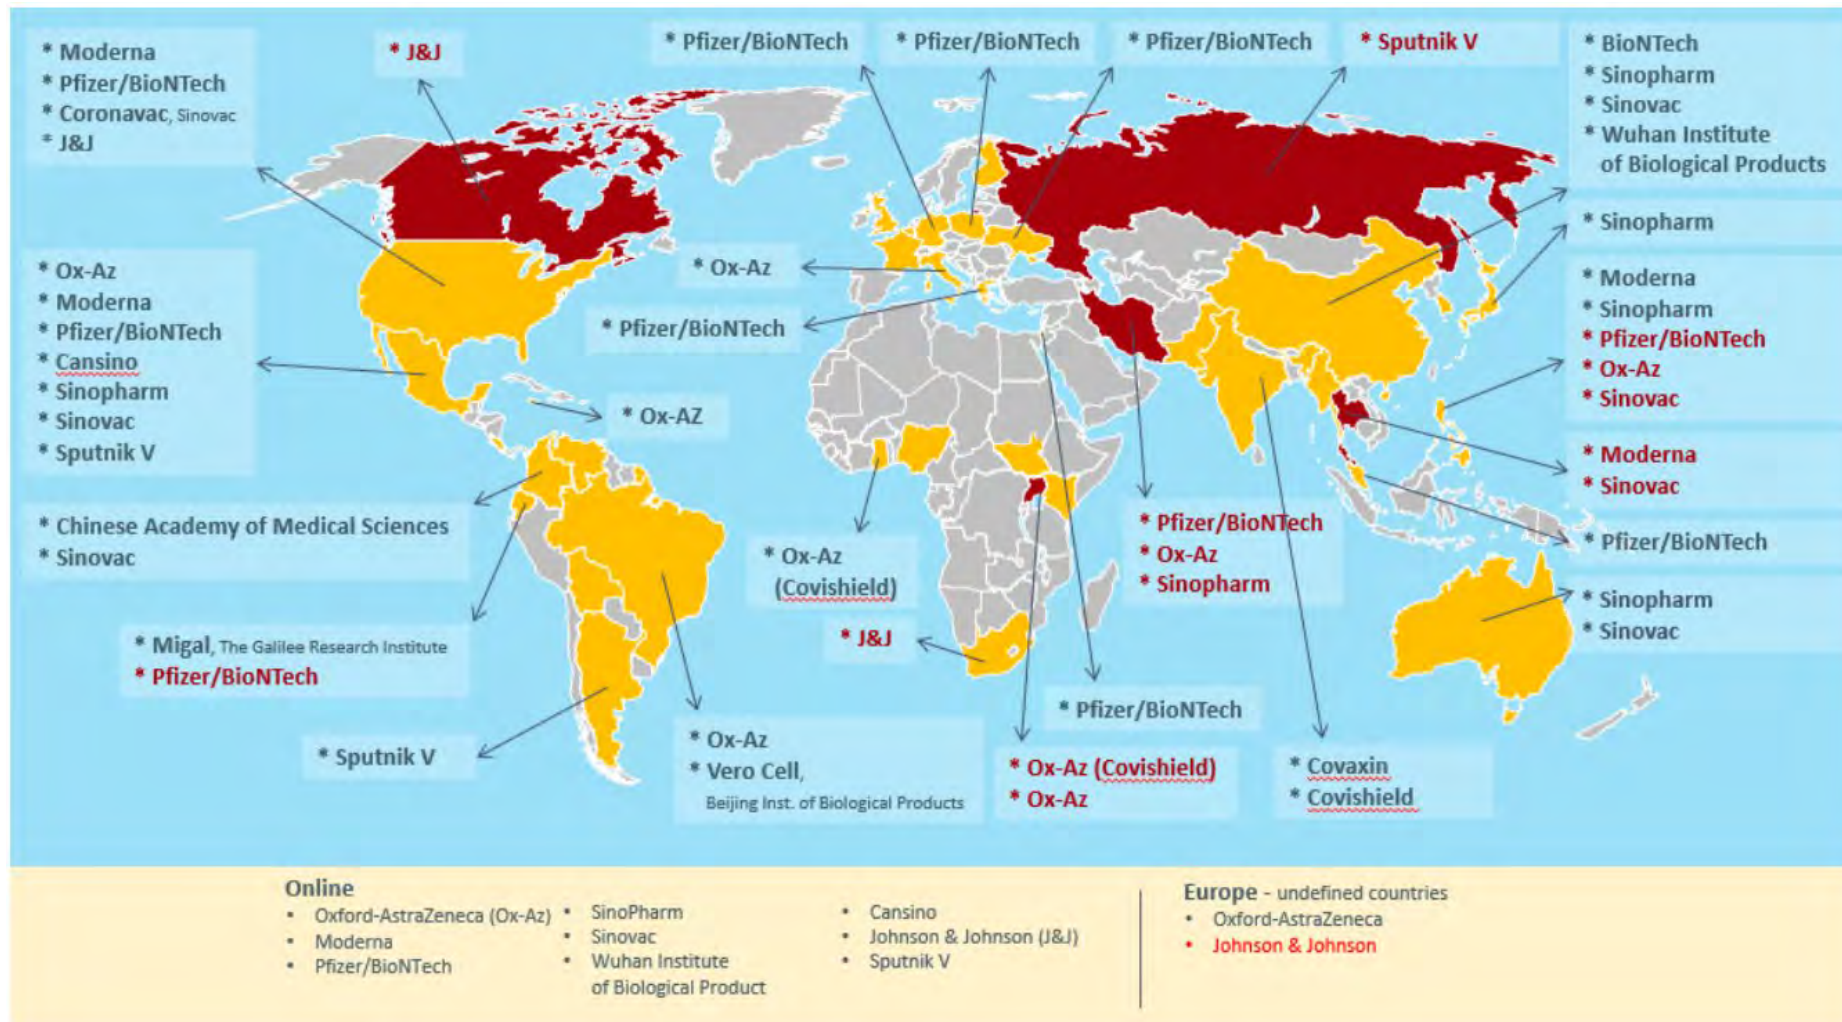 * Moderna
* Pfizer/BioNTech
* Coronavac, Sinovac
* J&J
* J&J
* Pfizer/BioNTech
* Pfizer/BioNTech
* Pfizer/BioNTech
* Sputnik V
* BioNTech
* Sinopharm
* Sinovac
* Wuhan Institute
of Biological Products
* Sinopharm
* Ox-Az
* Moderna
* Pfizer/BioNTech
* Cansino
* Sinopharm
* Sinovac
* Sputnik V
* Ox-Az
* Pfizer/BioNTech
* Ox-AZ
* Moderna
* Sinopharm
* Pfizer/BioNTech
* Ox-Az
* Sinovac
* Moderna
* Sinovac
* Chinese Academy of Medical Sciences
* Sinovac
* Ox-Az
(Covishield)
* Pfizer/BioNTech
* Ox-Az
* Sinopharm
* Pfizer/BioNTech
* Sinopharm
* Sinovac
* Migal, The Galilee Research Institute
* Pfizer/BioNTech
* J&J
* Pfizer/BioNTech
* Sputnik V
* Ox-Az
* Vero Cell,
Beijing Inst. of Biological Products
* Ox-Az (Covishield)
* Ox-Az
* Covaxin
* Covishield
Online
• Oxford-AstraZeneca (Ox-Az)
• Moderna
• Pfizer/BioNTech
• SinoPharm
• Sinovac
• Wuhan Institute
of Biological Product
• Cansino
• Johnson & Johnson (J&J)
• Sputnik V
Europe - undefined countries
• Oxford-AstraZeneca
• Johnson & Johnson